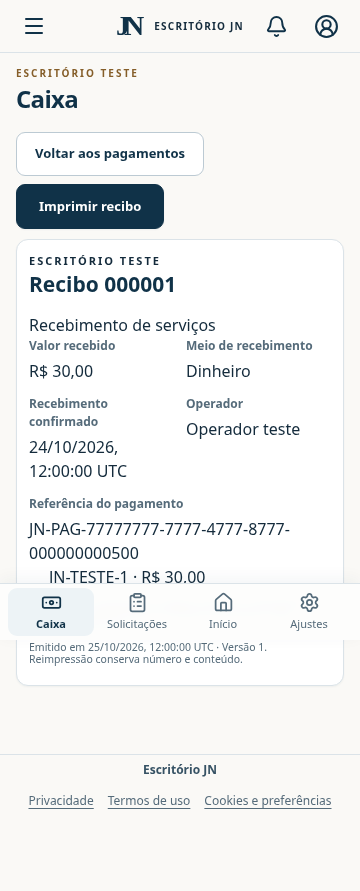 JN ESCRITÓRIO JN
ESCRITÓRIO TESTE
Caixa
Voltar aos pagamentos
Imprimir recibo
ESCRITÓRIO TESTE
Recibo 000001
Recebimento de serviços
Valor recebido
R$ 30,00
Meio de recebimento
Dinheiro
Recebimento
confirmado
24/10/2026,
12:00:00 UTC
Operador
Operador teste
Referência do pagamento
JN-PAG-77777777-7777-4777-8777-
000000000500
JN-TESTE-1 · R$ 30,00
Caixa
Solicitações
Início
Ajustes
Emitido em 25/10/2026, 12:00:00 UTC · Versão 1.
Reimpressão conserva número e conteúdo.
Escritório JN
Privacidade Termos de uso Cookies e preferências